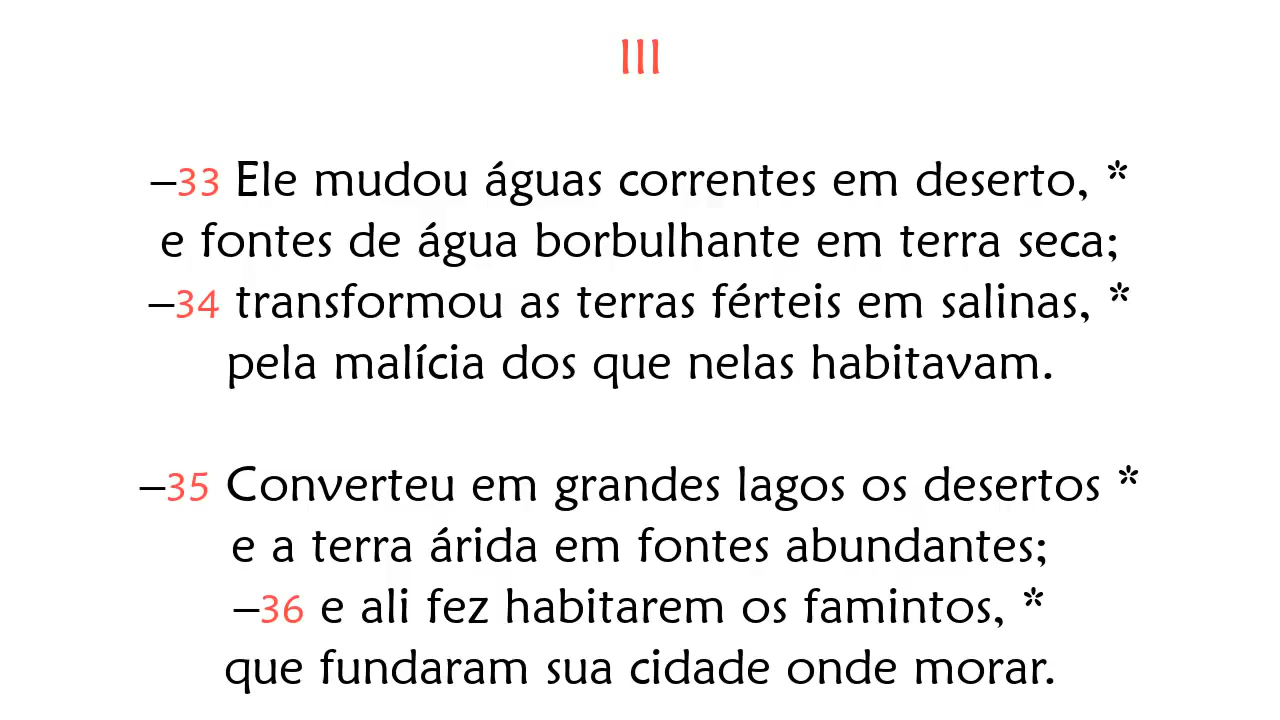 III
–33 Ele mudou águas correntes em deserto, *
e fontes de água borbulhante em terra seca;
–34 transformou as terras férteis em salinas, *
pela malícia dos que nelas habitavam.
–35 Converteu em grandes lagos os desertos *
e a terra árida em fontes abundantes;
–36 e ali fez habitarem os famintos, *
que fundaram sua cidade onde morar.